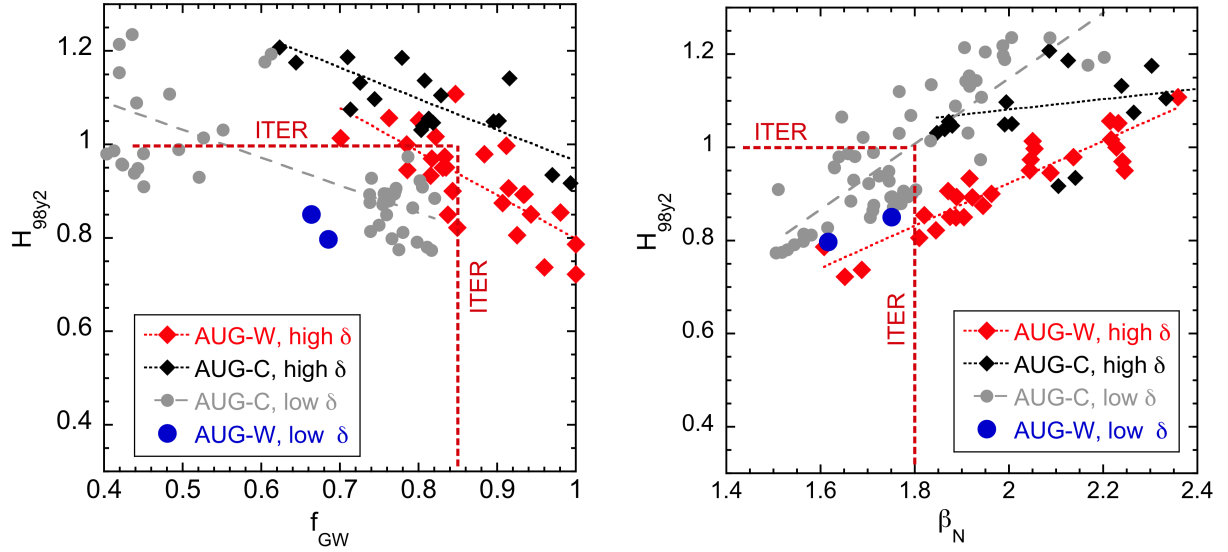 1.2
1
0.8
0.6
0.4
H98y2
0.4 0.5 0.6 0.7 0.8 0.9 1
fGW
ITER
ITER
AUG-W, high δ
AUG-C, high δ
AUG-C, low δ
AUG-W, low δ
1.2
1
0.8
0.6
0.4
H98y2
1.4 1.6 1.8 2 2.2 2.4
βN
ITER
ITER
AUG-W, high δ
AUG-C, high δ
AUG-C, low δ
AUG-W, low δ